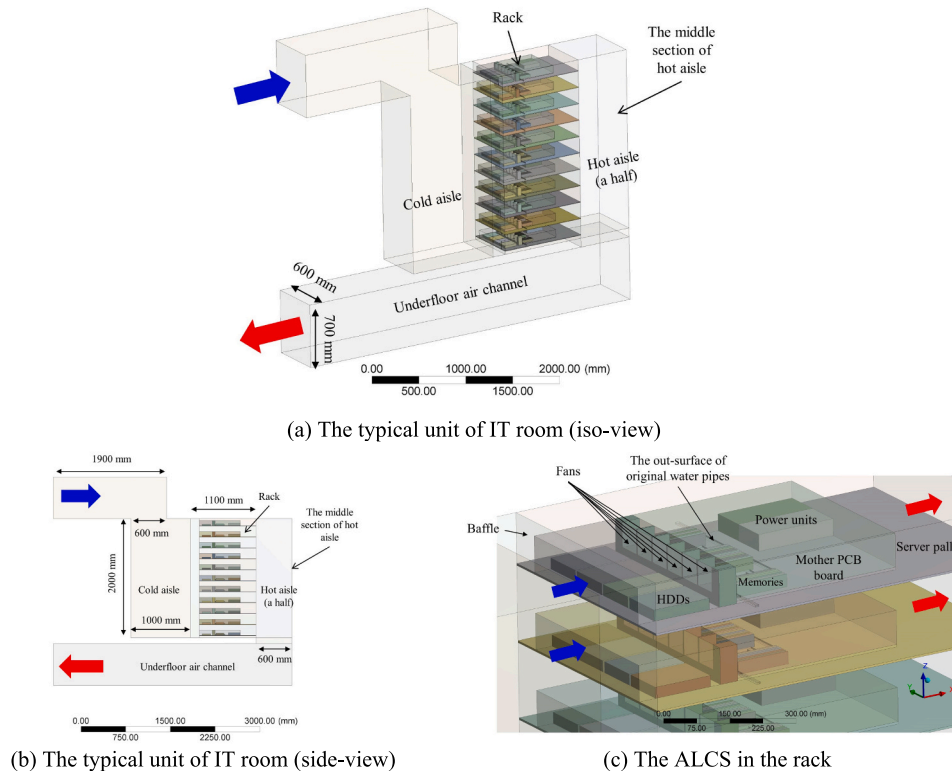 Rack
The middle
section of
hot aisle
Hot aisle
(a half)
Cold aisle
600 mm
Underfloor air channel
700 mm
0.00 1000.00 2000.00 (mm)
500.00 1500.00
(a) The typical unit of IT room (iso-view)
1900 mm
1100 mm
Rack
The middle
section of hot
aisle
600 mm
2000 mm
Cold aisle
Hot aisle
(a half)
1000 mm
600 mm
Underfloor air channel
0.00 1500.00 3000.00 (mm)
750.00 2250.00
(b) The typical unit of IT room (side-view)
The out-surface of
original water pipes
Fans
Baffle
Power units
Server pall
Mother PCB
board
Memories
HDDs
Z
Y
X
0.00 150.00 300.00 (mm)
75.00 225.00
(c) The ALCS in the rack